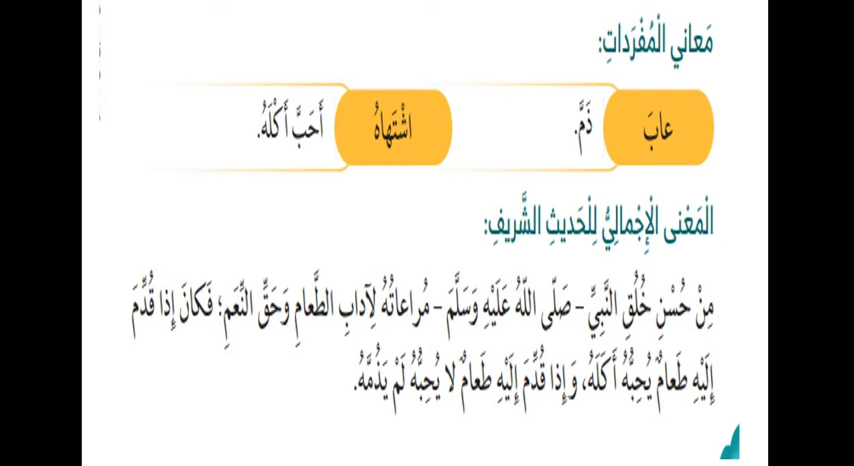 مَعاني الْمُفْرَداتِ:
عابَ ذَمَّ. اشْتَهاهُ أَحَبَّ أَكْلَهُ.
الْمَعْنى الْإِجْمالِيُّ لِلْحَديثِ الشَّريفِ:
مِنْ حُسْنِ خُلُقِ النَّبِيِّ - صَلّى اللّهُ عَلَيْهِ وَسَلَّمَ - مُراعاتُهُ لِآدابِ الطَّعامِ وَحَقِّ النِّعَمِ؛ فَكانَ إِذا قُدِّمَ
إِلَيْهِ طَعامٌ يُحِبُّهُ أَكَلَهُ، وَإِذا قُدِّمَ إِلَيْهِ طَعامٌ لا يُحِبُّهُ لَمْ يَذُمَّهُ.